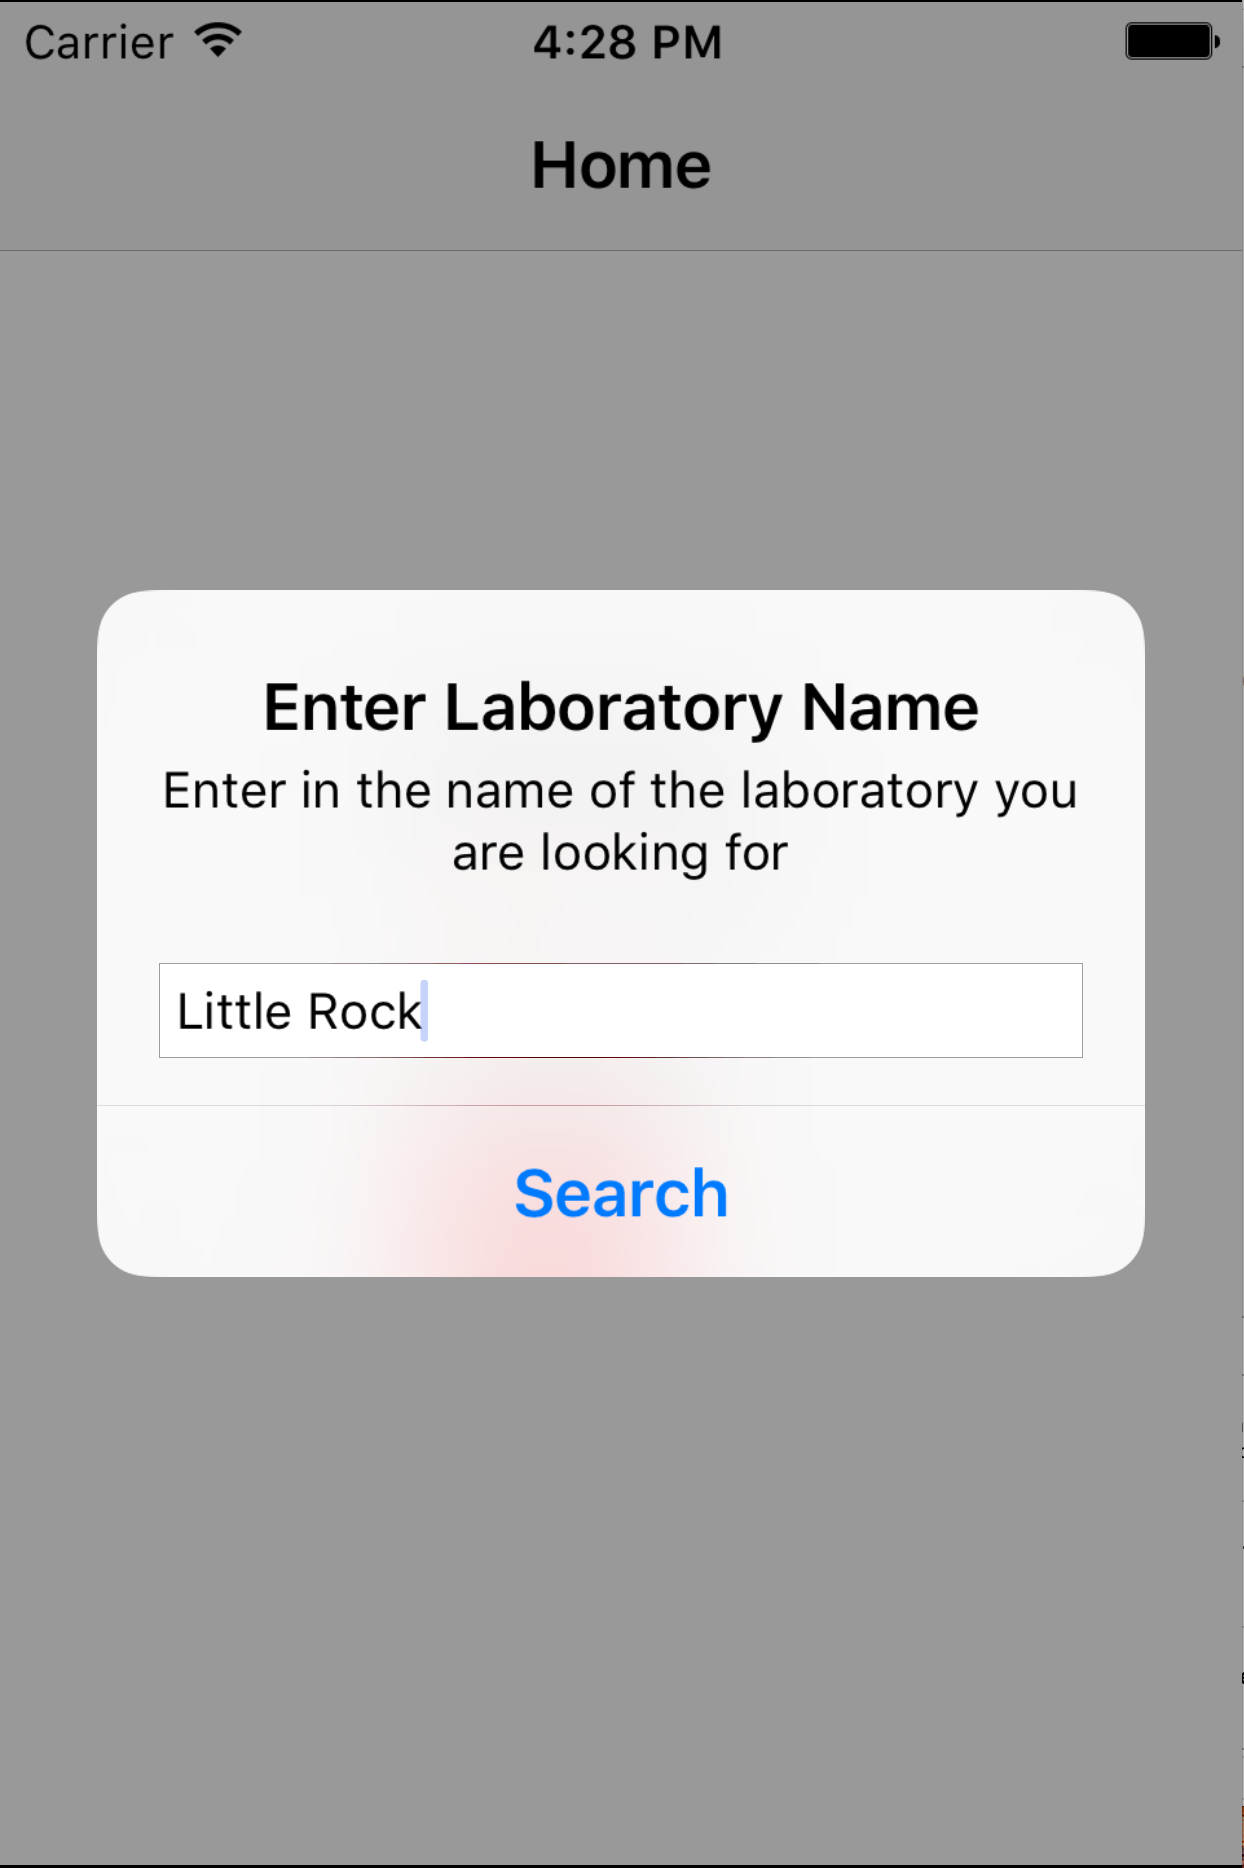 Carrier 4:28 PM
Home
Enter Laboratory Name
Enter in the name of the laboratory you
are looking for
Little Rock
Search